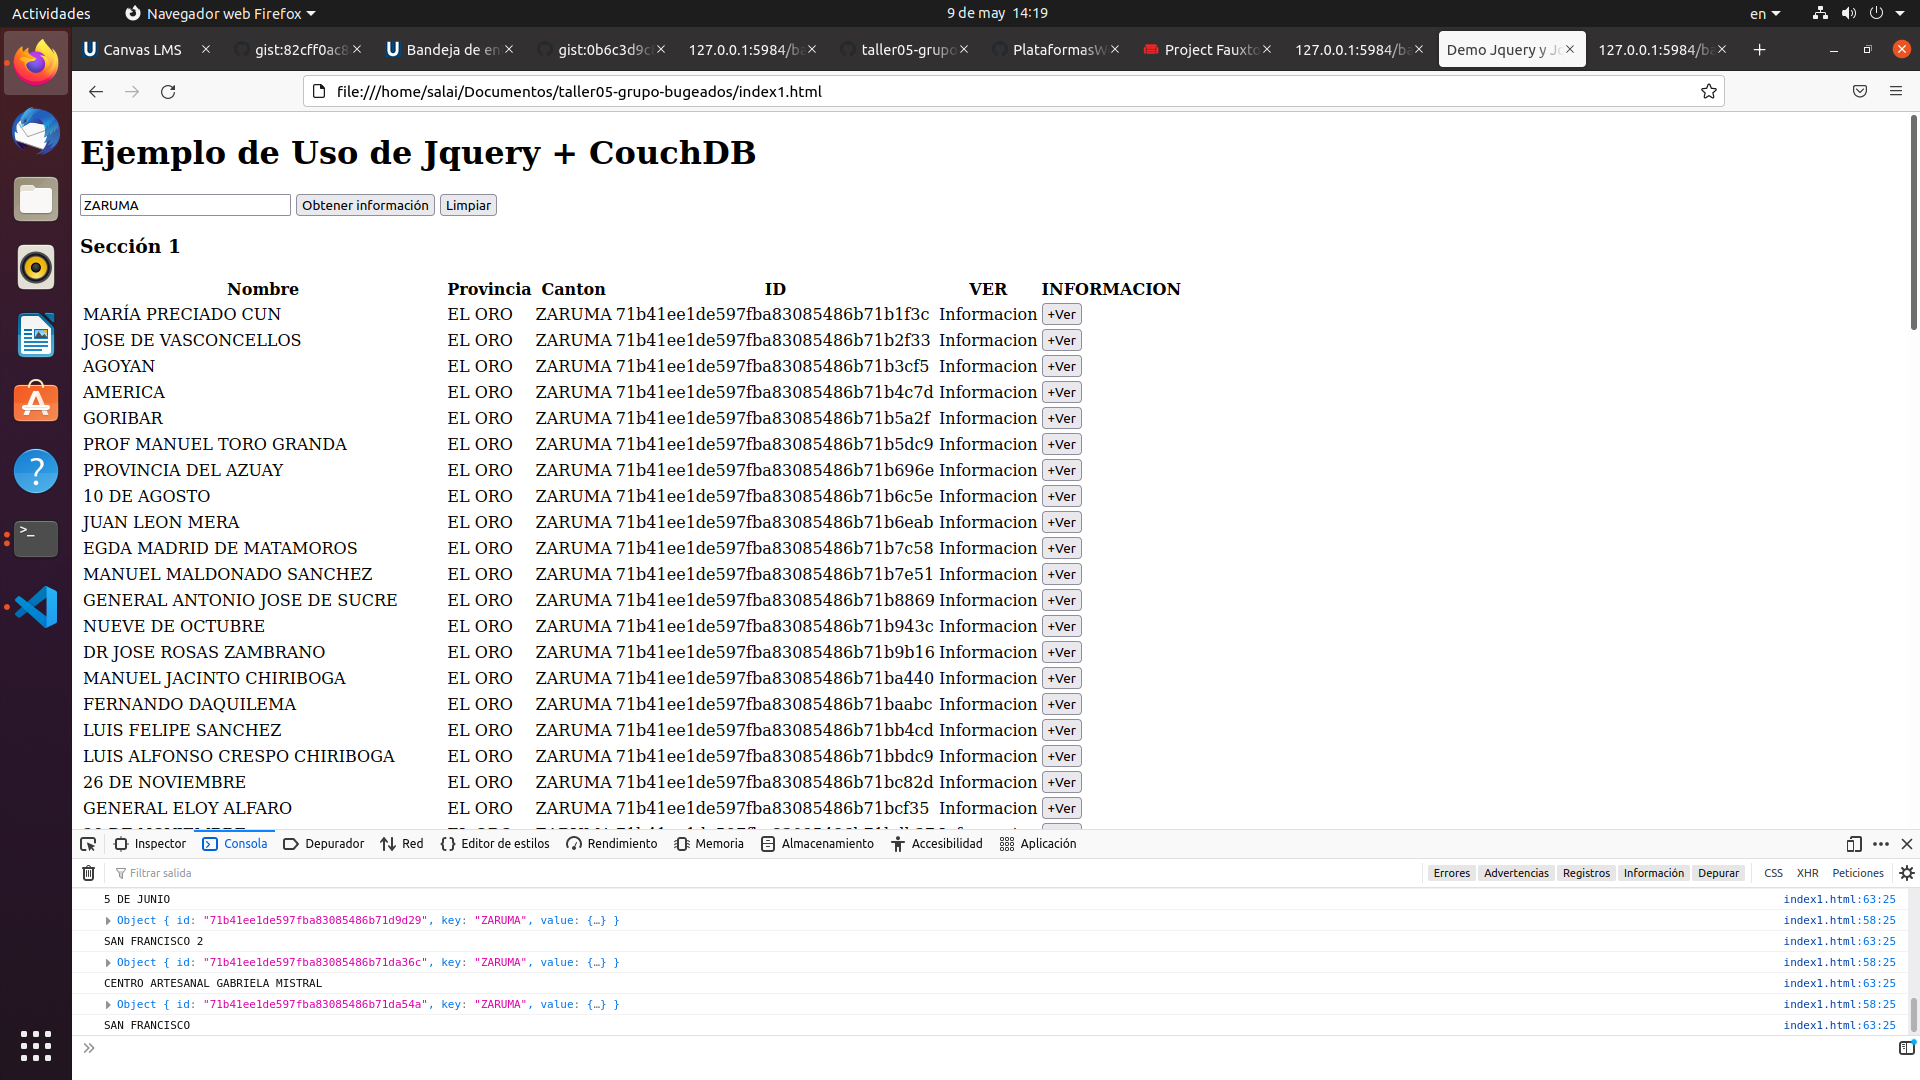 Actividades Navegador web Firefox 9 de may 14:19 en
Canvas LMS gist:82cff0ac8 Bandeja de en gist:0b6c3d9c 127.0.0.1:5984/ba taller05-grupo PlataformasW Project Fauxto 127.0.0.1:5984/ba Demo Jquery y Jc 127.0.0.1:5984/ba
file:///home/salai/Documentos/taller05-grupo-bugeados/index1.html
Ejemplo de Uso de Jquery + CouchDB
ZARUMA Obtener información Limpiar
Sección 1
Nombre Provincia Canton ID VER INFORMACION
MARÍA PRECIADO CUN EL ORO ZARUMA 71b41ee1de597fba83085486b71b1f3c Informacion +Ver
JOSE DE VASCONCELLOS EL ORO ZARUMA 71b41ee1de597fba83085486b71b2f33 Informacion +Ver
AGOYAN EL ORO ZARUMA 71b41ee1de597fba83085486b71b3cf5 Informacion +Ver
AMERICA EL ORO ZARUMA 71b41ee1de597fba83085486b71b4c7d Informacion +Ver
GORIBAR EL ORO ZARUMA 71b41ee1de597fba83085486b71b5a2f Informacion +Ver
PROF MANUEL TORO GRANDA EL ORO ZARUMA 71b41ee1de597fba83085486b71b5dc9 Informacion +Ver
PROVINCIA DEL AZUAY EL ORO ZARUMA 71b41ee1de597fba83085486b71b696e Informacion +Ver
10 DE AGOSTO EL ORO ZARUMA 71b41ee1de597fba83085486b71b6c5e Informacion +Ver
JUAN LEON MERA EL ORO ZARUMA 71b41ee1de597fba83085486b71b6eab Informacion +Ver
EGDA MADRID DE MATAMOROS EL ORO ZARUMA 71b41ee1de597fba83085486b71b7c58 Informacion +Ver
MANUEL MALDONADO SANCHEZ EL ORO ZARUMA 71b41ee1de597fba83085486b71b7e51 Informacion +Ver
GENERAL ANTONIO JOSE DE SUCRE EL ORO ZARUMA 71b41ee1de597fba83085486b71b8869 Informacion +Ver
NUEVE DE OCTUBRE EL ORO ZARUMA 71b41ee1de597fba83085486b71b943c Informacion +Ver
DR JOSE ROSAS ZAMBRANO EL ORO ZARUMA 71b41ee1de597fba83085486b71b9b16 Informacion +Ver
MANUEL JACINTO CHIRIBOGA EL ORO ZARUMA 71b41ee1de597fba83085486b71ba440 Informacion +Ver
FERNANDO DAQUILEMA EL ORO ZARUMA 71b41ee1de597fba83085486b71baabc Informacion +Ver
LUIS FELIPE SANCHEZ EL ORO ZARUMA 71b41ee1de597fba83085486b71bb4cd Informacion +Ver
LUIS ALFONSO CRESPO CHIRIBOGA EL ORO ZARUMA 71b41ee1de597fba83085486b71bbdc9 Informacion +Ver
26 DE NOVIEMBRE EL ORO ZARUMA 71b41ee1de597fba83085486b71bc82d Informacion +Ver
GENERAL ELOY ALFARO EL ORO ZARUMA 71b41ee1de597fba83085486b71bcf35 Informacion +Ver
Inspector Consola Depurador Red Editor de estilos Rendimiento Memoria Almacenamiento Accesibilidad Aplicación
Filtrar salida Errores Advertencias Registros Información Depurar CSS XHR Peticiones
5 DE JUNIO index1.html:63:25
Object { id: "71b41ee1de597fba83085486b71d9d29", key: "ZARUMA", value: {…} } index1.html:58:25
SAN FRANCISCO 2 index1.html:63:25
Object { id: "71b41ee1de597fba83085486b71da36c", key: "ZARUMA", value: {…} } index1.html:58:25
CENTRO ARTESANAL GABRIELA MISTRAL index1.html:63:25
Object { id: "71b41ee1de597fba83085486b71da54a", key: "ZARUMA", value: {…} } index1.html:58:25
SAN FRANCISCO index1.html:63:25